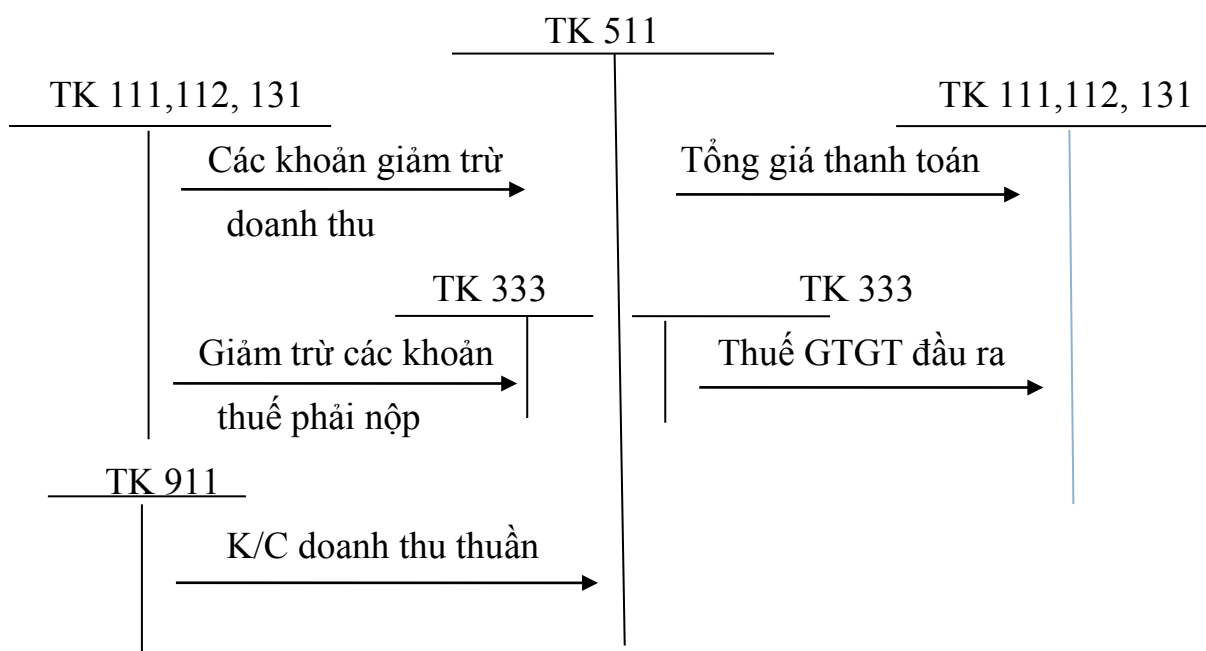 TK 511
TK 111,112, 131
TK 111,112, 131
Các khoản giảm trừ
doanh thu
Tổng giá thanh toán
TK 333
TK 333
Giảm trừ các khoản
thuế phải nộp
Thuế GTGT đầu ra
TK 911
K/C doanh thu thuần